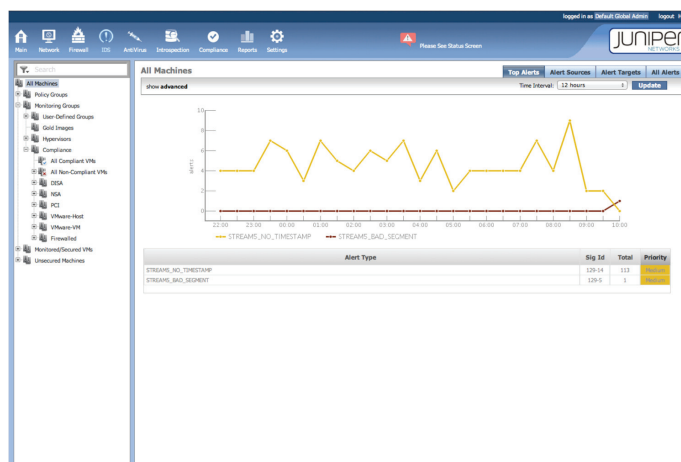 logged in as Default Global Admin logout
Main Network Firewall IDS AntiVirus Introspection Compliance Reports Settings
Please See Status Screen
JUNIPER
NETWORKS
Search
All Machines
Policy Groups
Monitoring Groups
User-Defined Groups
Gold Images
Hypervisors
Compliance
All Compliant VMs
All Non-Compliant VMs
DISA
NSA
PCI
VMware-Host
VMware-VM
Firewalled
Monitored/Secured VMs
Unsecured Machines
All Machines
Top Alerts Alert Sources Alert Targets All Alerts
show advanced
Time Interval: 12 hours Update
alerts
10
8
6
4
2
0
22:00 23:00 00:00 01:00 02:00 03:00 04:00 05:00 06:00 07:00 08:00 09:00 10:00
STREAM5_NO_TIMESTAMP STREAM5_BAD_SEGMENT
Alert Type Sig Id Total Priority
STREAM5_NO_TIMESTAMP 129-14 113 Medium
STREAM5_BAD_SEGMENT 129-5 1 Medium